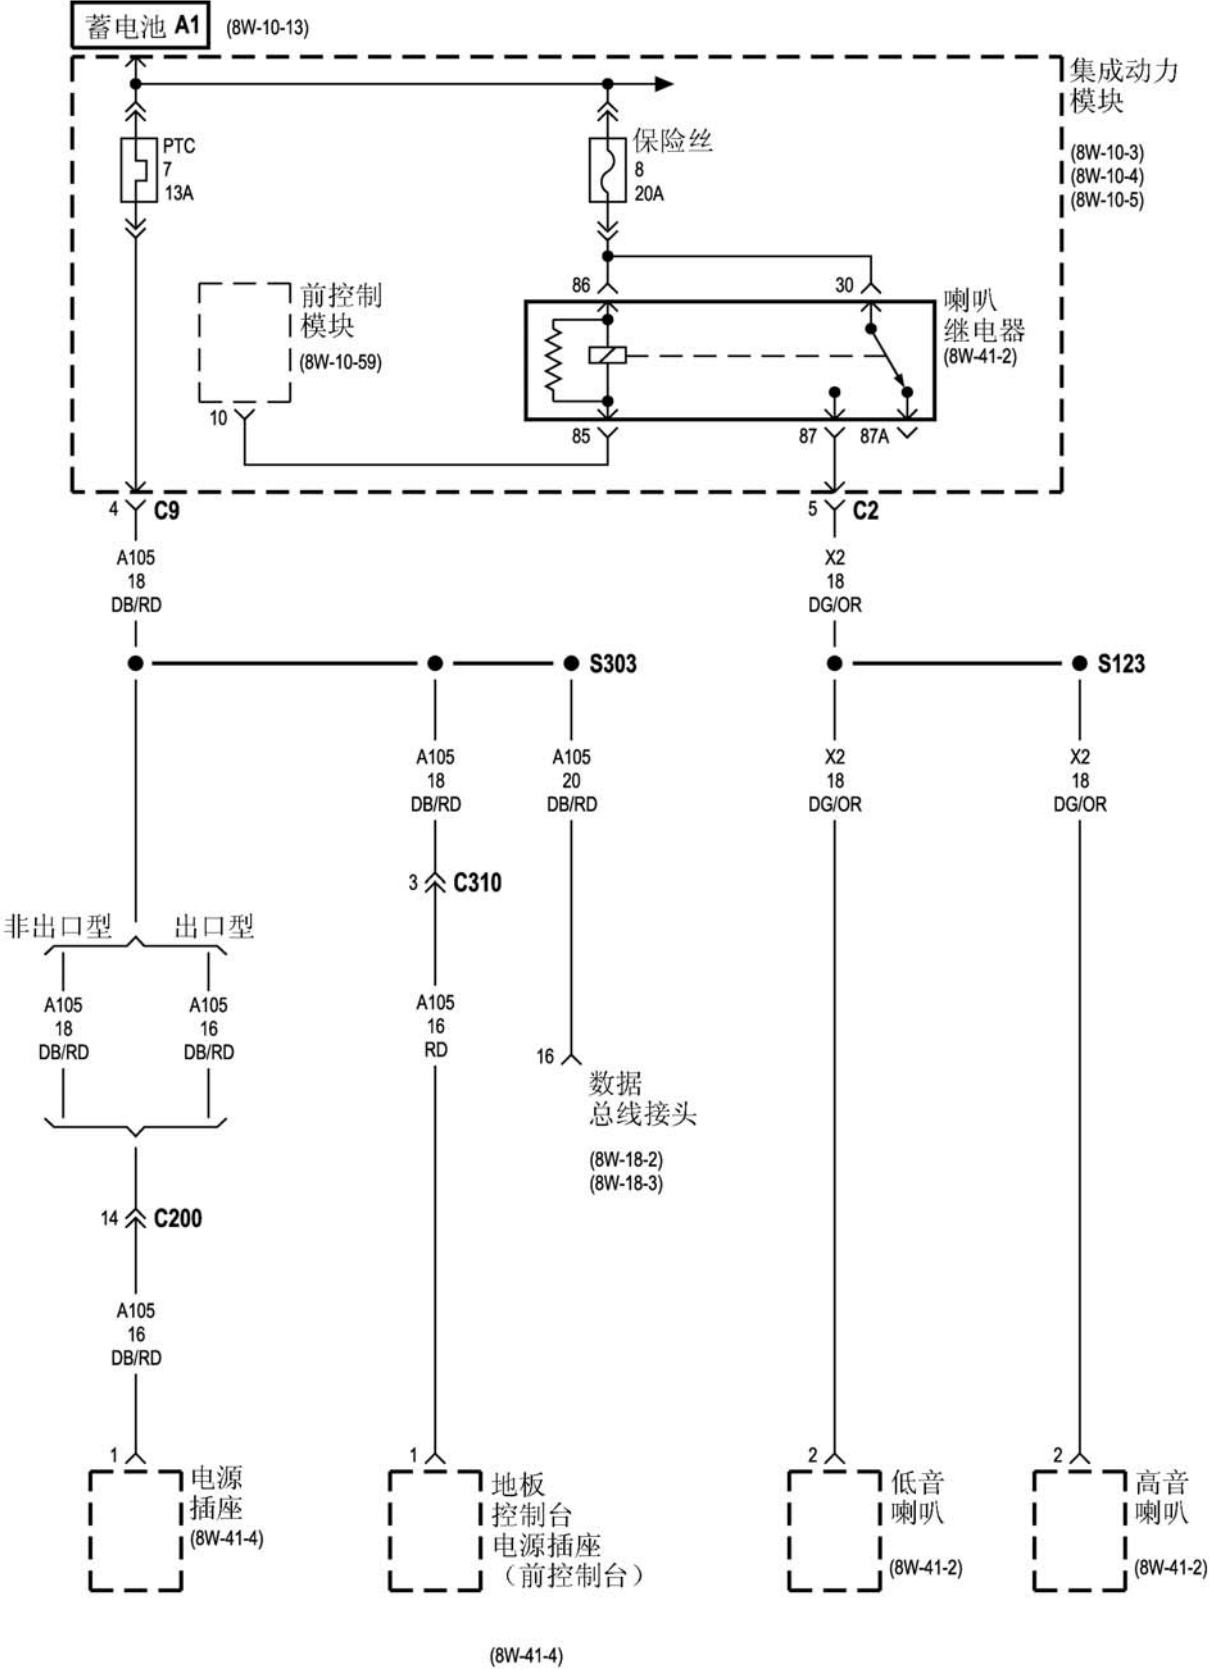 蓄电池 A1 (8W-10-13)
集成动力
模块
(8W-10-3)
(8W-10-4)
(8W-10-5)
PTC
7
13A
保险丝
8
20A
前控制
模块
(8W-10-59)
10
86
30
喇叭
继电器
(8W-41-2)
85
87
87A
4 C9
5 C2
A105
18
DB/RD
X2
18
DG/OR
S303
S123
A105
18
DB/RD
A105
20
DB/RD
X2
18
DG/OR
X2
18
DG/OR
3 C310
非出口型
出口型
A105
18
DB/RD
A105
16
DB/RD
A105
16
RD
16
数据
总线接头
(8W-18-2)
(8W-18-3)
14 C200
A105
16
DB/RD
1
电源
插座
(8W-41-4)
1
地板
控制台
电源插座
（前控制台）
(8W-41-4)
2
低音
喇叭
(8W-41-2)
2
高音
喇叭
(8W-41-2)